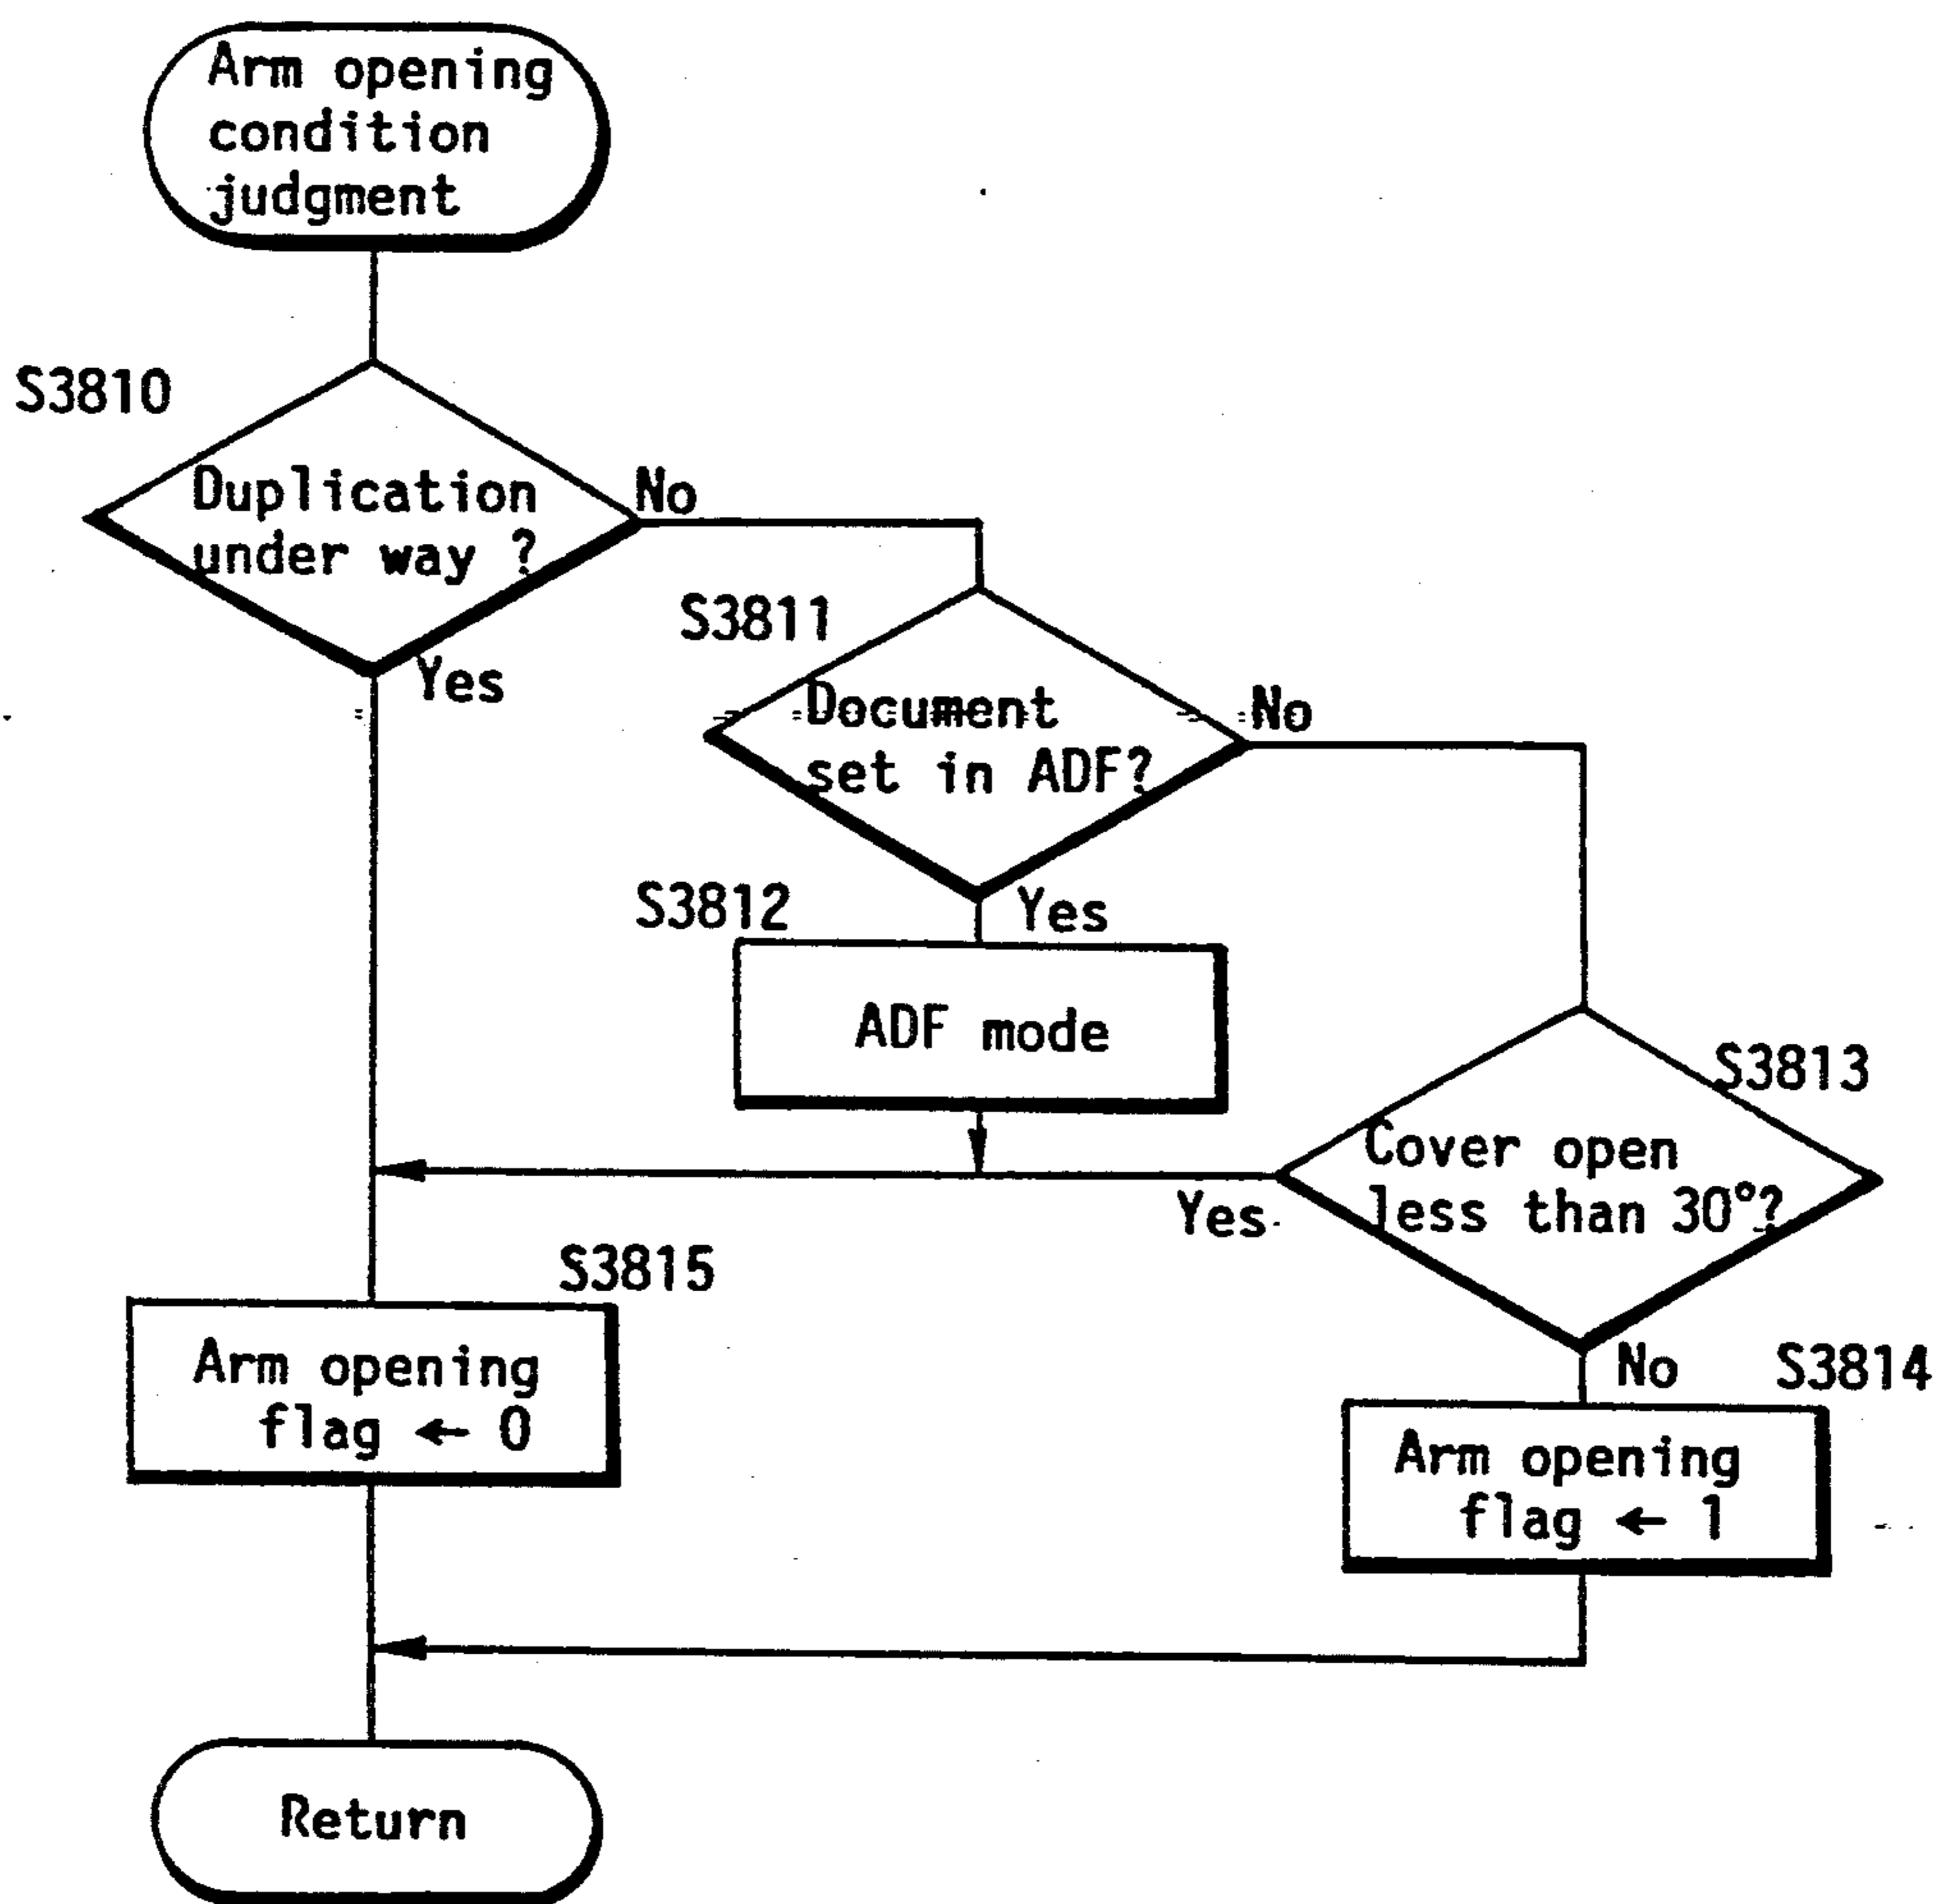 Arm opening
condition
judgment
S3810
Duplication
under way ?
No
Yes
S3811
Document
set in ADF?
No
Yes
S3812
ADF mode
S3813
Cover open
less than 30°?
Yes
No
S3814
Arm opening
flag ← 1
S3815
Arm opening
flag ← 0
Return